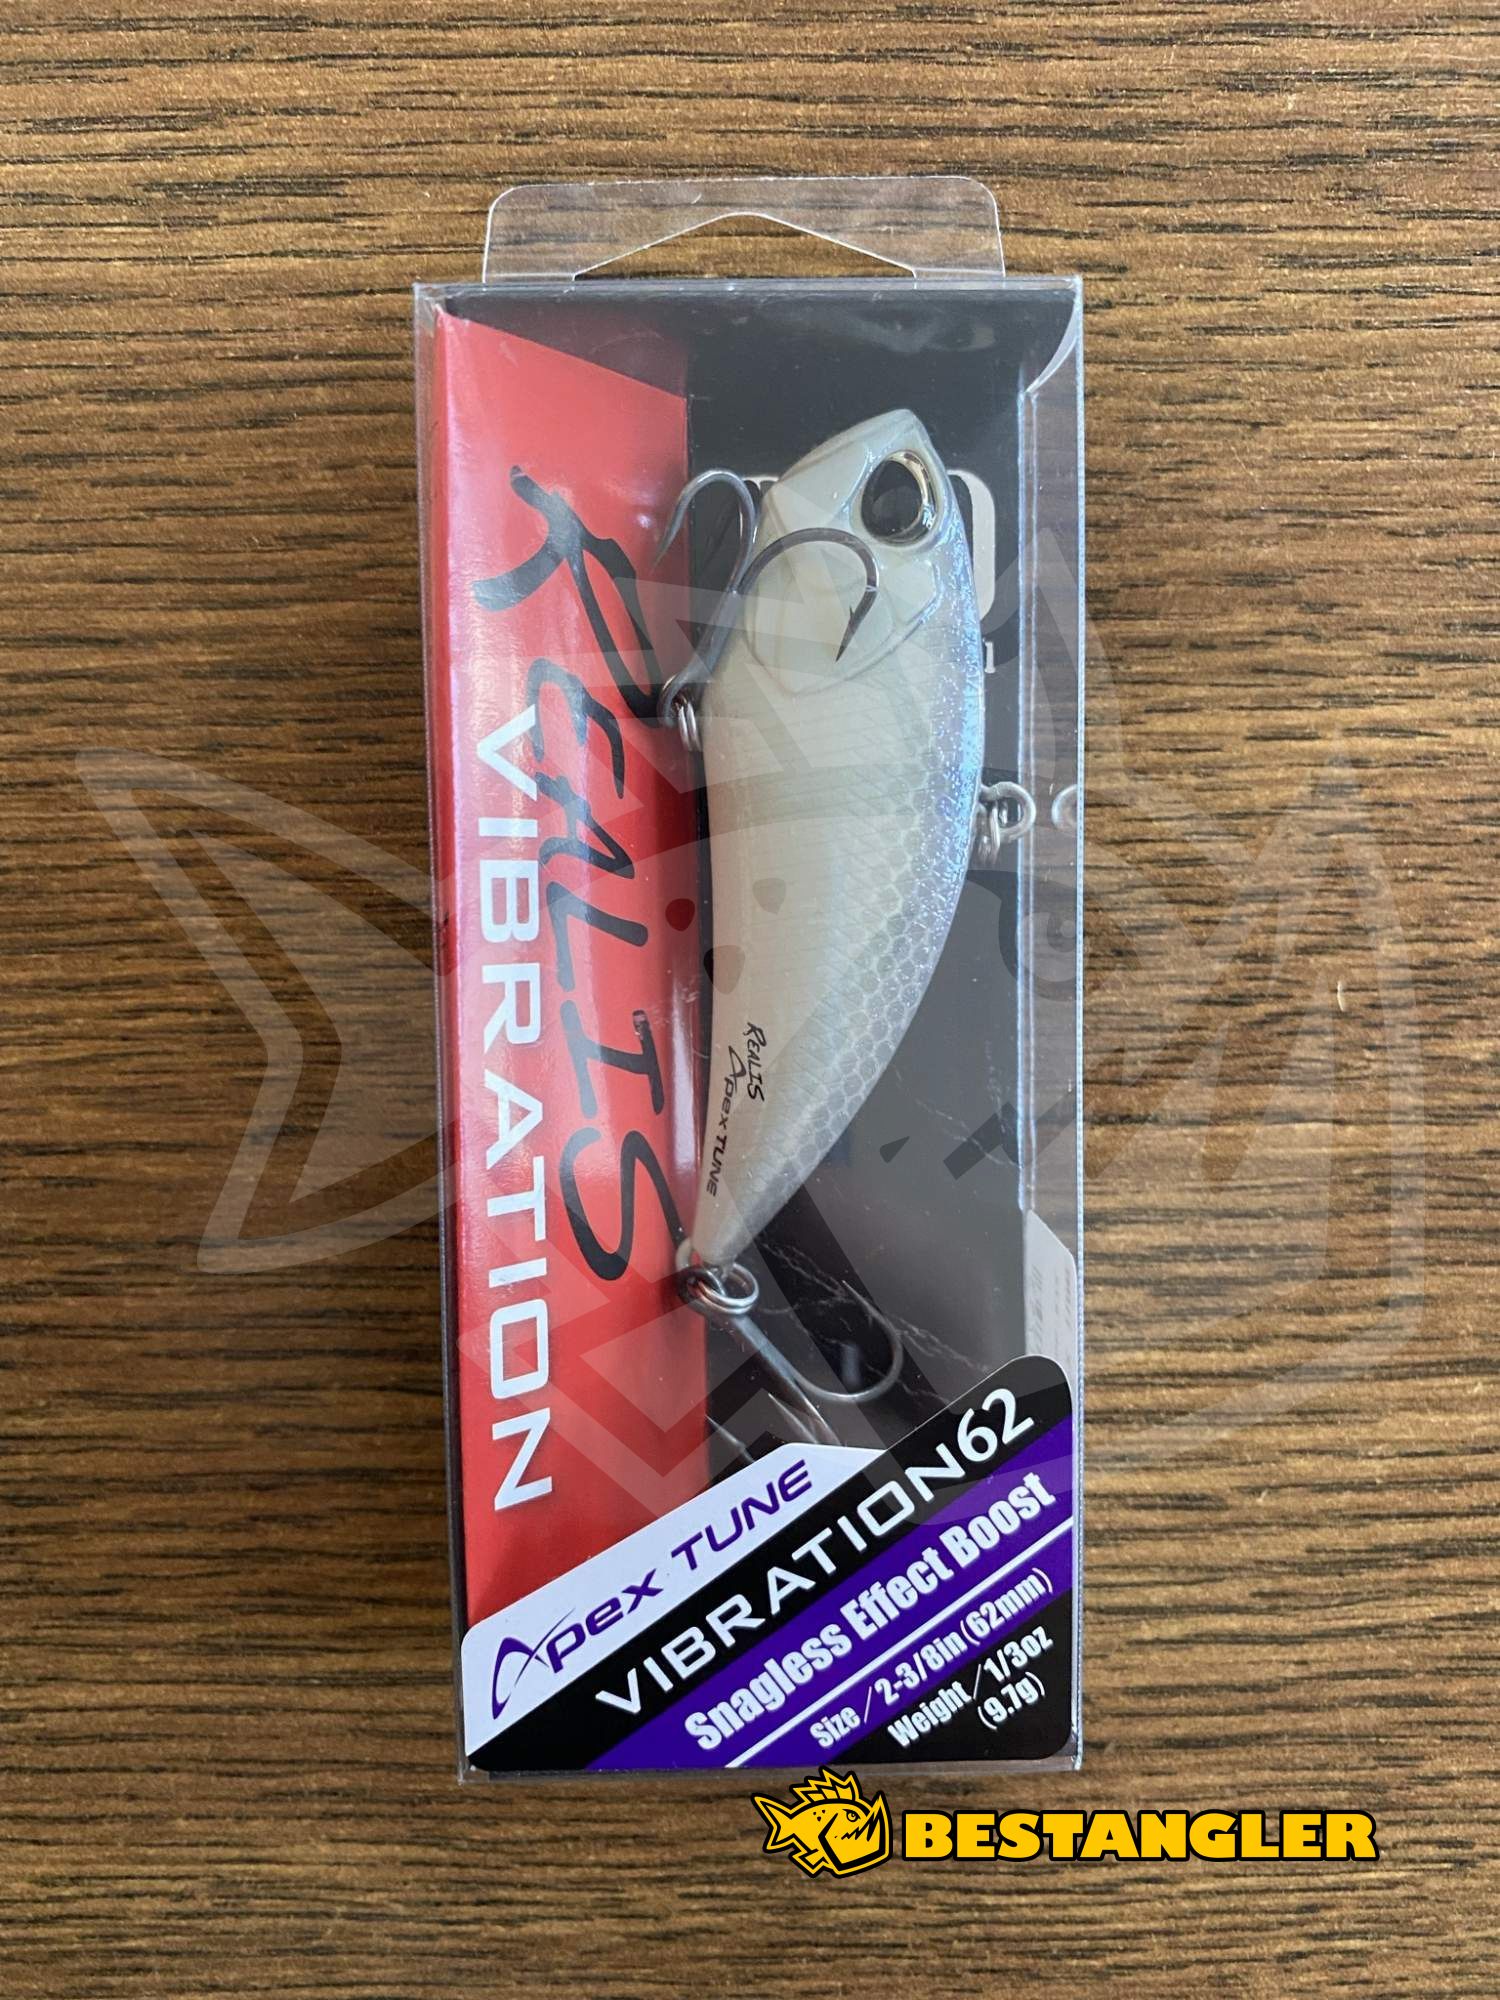 REALIS
VIBRATION
REALIS
Apex TUNE
Apex TUNE
VIBRATION62
Snagless Effect Boost
Size／2-3/8in(62mm)
Weight／1/3oz
(9.7g)
BESTANGLER